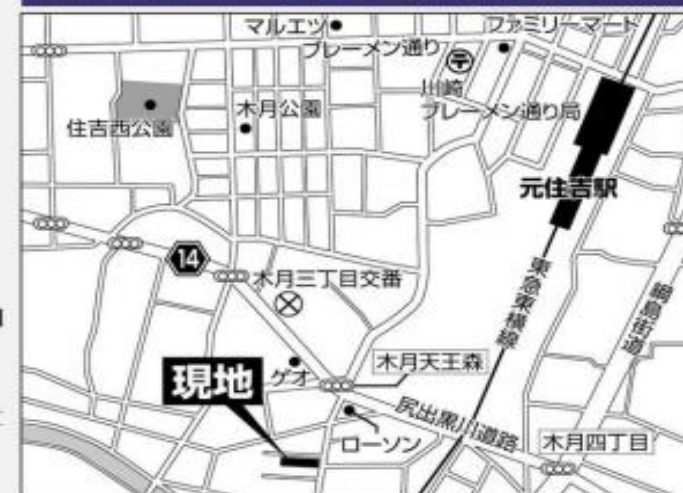 マルエツ
ファミリーマート
ブレーメン通り
〒
川崎
ブレーメン通り局
住吉西公園
木月公園
元住吉駅
14
木月三丁目交番
東急東横線
綱島街道
現地
ゲオ
木月天王森
尻出黒川道路
ローソン
木月四丁目